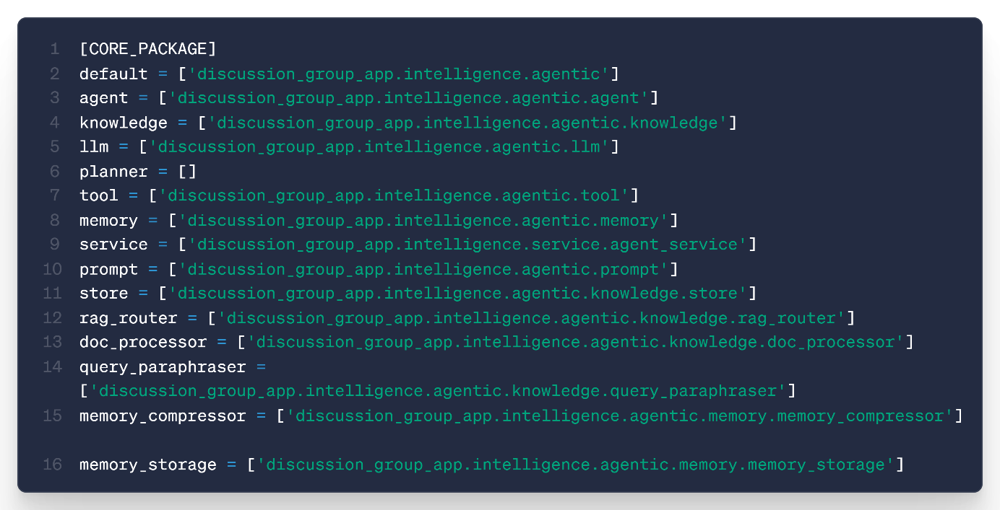 1 [CORE_PACKAGE]
2 default = ['discussion_group_app.intelligence.agentic']
3 agent = ['discussion_group_app.intelligence.agentic.agent']
4 knowledge = ['discussion_group_app.intelligence.agentic.knowledge']
5 llm = ['discussion_group_app.intelligence.agentic.llm']
6 planner = []
7 tool = ['discussion_group_app.intelligence.agentic.tool']
8 memory = ['discussion_group_app.intelligence.agentic.memory']
9 service = ['discussion_group_app.intelligence.service.agent_service']
10 prompt = ['discussion_group_app.intelligence.agentic.prompt']
11 store = ['discussion_group_app.intelligence.agentic.knowledge.store']
12 rag_router = ['discussion_group_app.intelligence.agentic.knowledge.rag_router']
13 doc_processor = ['discussion_group_app.intelligence.agentic.knowledge.doc_processor']
14 query_paraphraser =
['discussion_group_app.intelligence.agentic.knowledge.query_paraphraser']
15 memory_compressor = ['discussion_group_app.intelligence.agentic.memory.memory_compressor']
16 memory_storage = ['discussion_group_app.intelligence.agentic.memory.memory_storage']